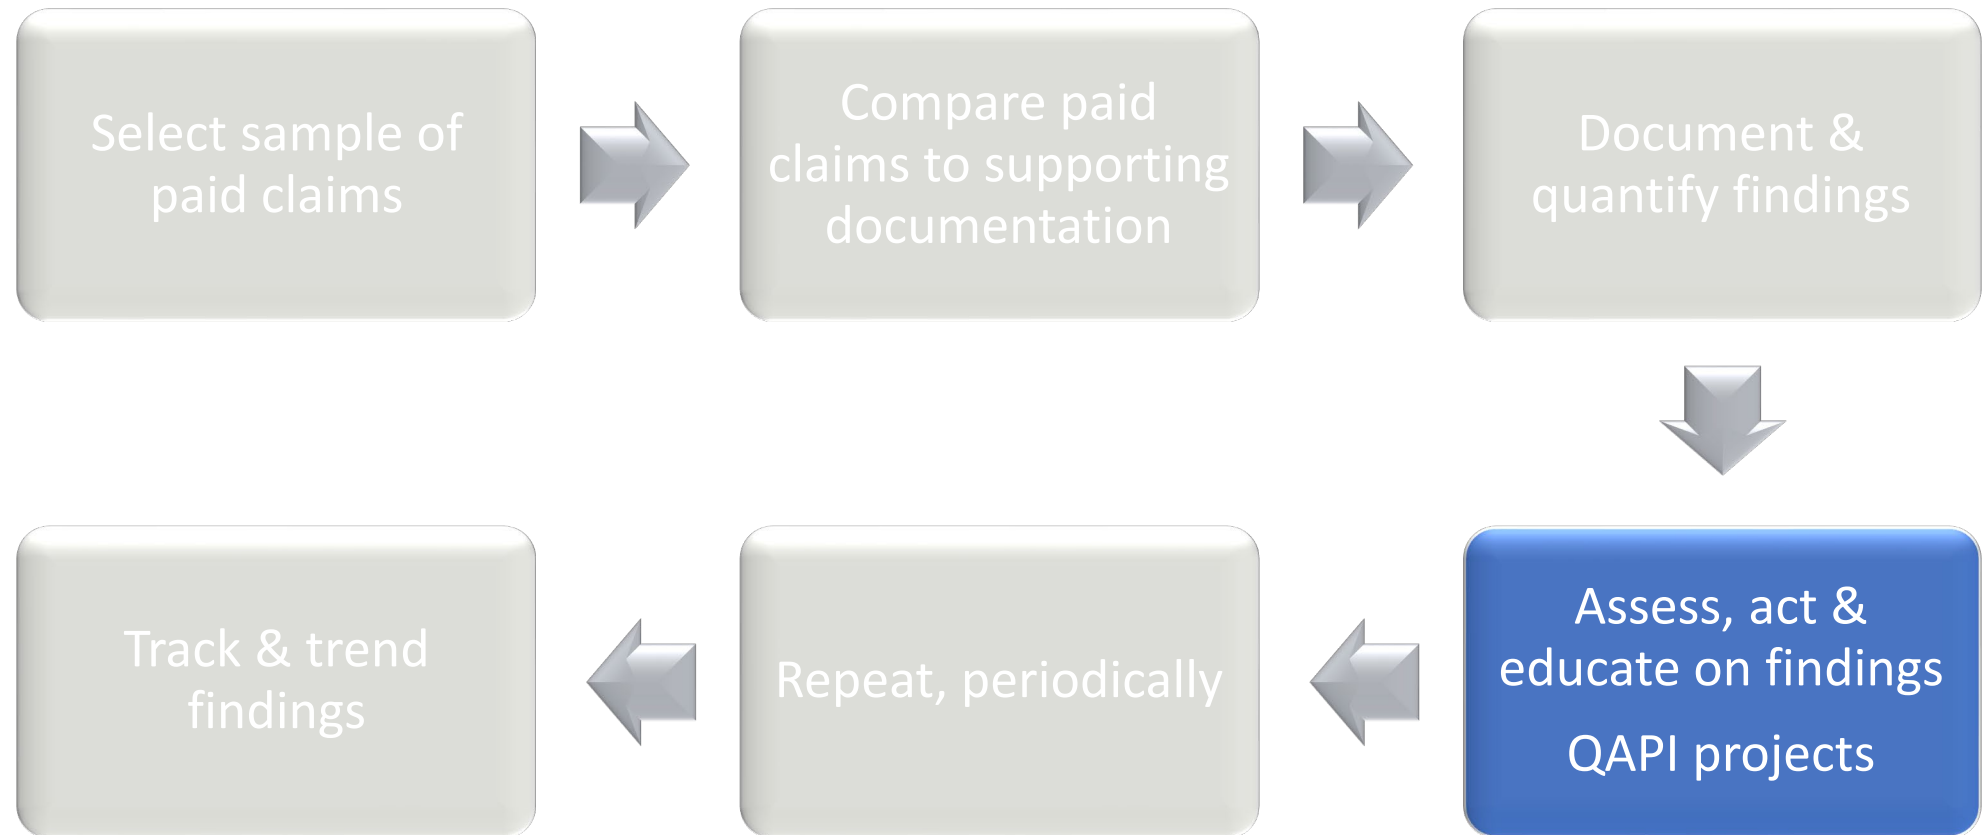 Select sample of
paid claims
Compare paid
claims to supporting
documentation
Document &
quantify findings
Assess, act &
educate on findings
QAPI projects
Repeat, periodically
Track & trend
findings